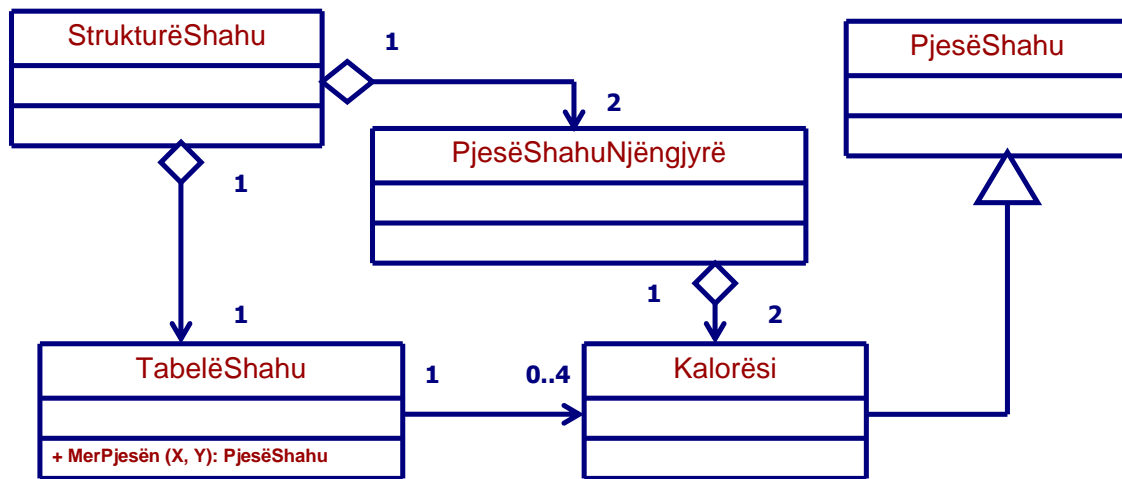 StrukturëShahu
1
PjesëShahu
2
PjesëShahuNjëngjyrë
1
1
2
1
TabelëShahu
1
0..4
Kalorësi
+ MerPjesën (X, Y): PjesëShahu